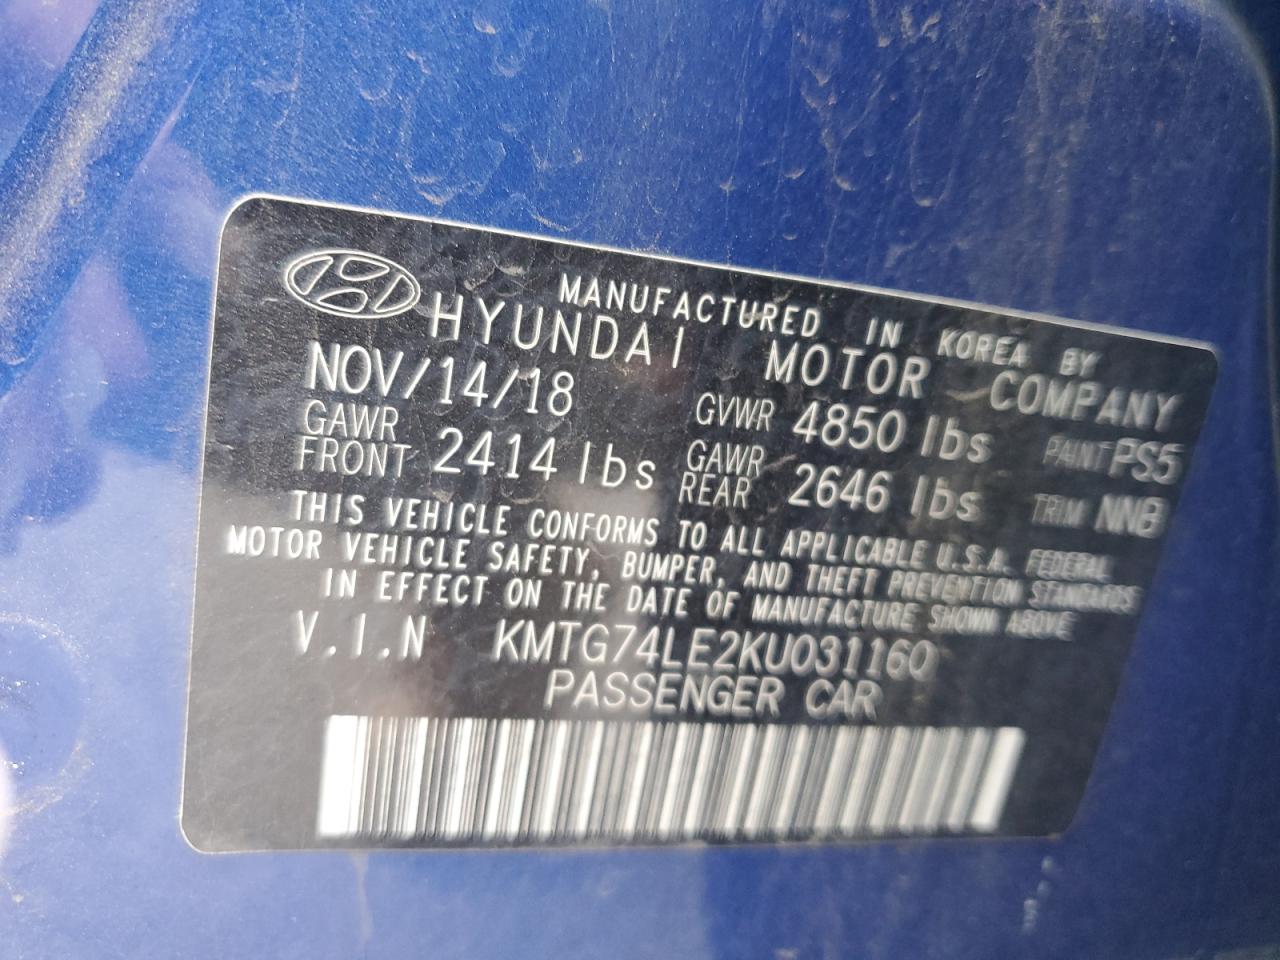 MANUFACTURED IN KOREA BY
HYUNDAI MOTOR COMPANY
NOV/14/18 GVWR 4850 lbs PAINT PS5
GAWR FRONT 2414 lbs GAWR REAR 2646 lbs TRIM NNB
THIS VEHICLE CONFORMS TO ALL APPLICABLE U.S.A. FEDERAL
MOTOR VEHICLE SAFETY, BUMPER, AND THEFT PREVENTION STANDARDS
IN EFFECT ON THE DATE OF MANUFACTURE SHOWN ABOVE
V.I.N KMTG74LE2KU031160
PASSENGER CAR